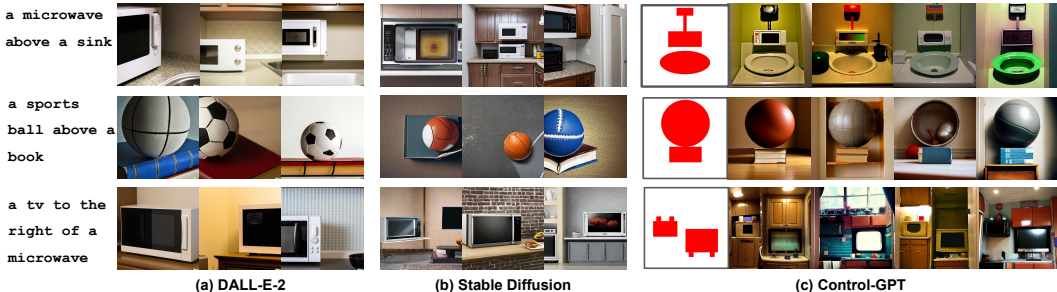 a microwave
above a sink
a sports
ball above a
book
a tv to the
right of a
microwave
(a) DALL-E-2
(b) Stable Diffusion
(c) Control-GPT